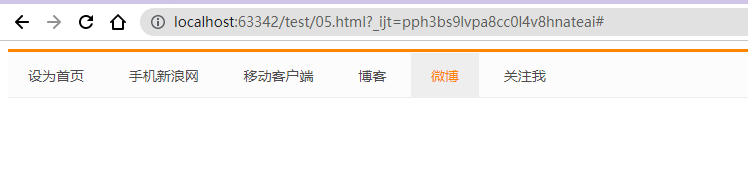 localhost:63342/test/05.html?_ijt=pph3bs9lvpa8cc0l4v8hnateai#
设为首页 手机新浪网 移动客户端 博客 微博 关注我